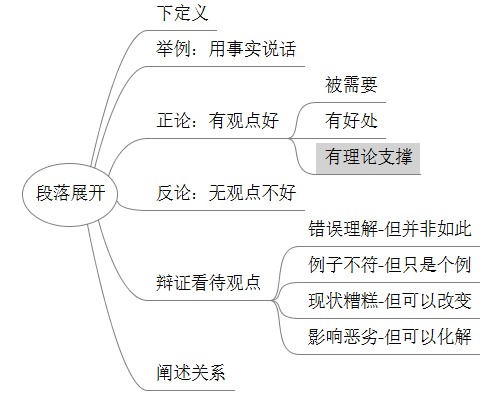 段落展开
下定义
举例：用事实说话
正论：有观点好
被需要
有好处
有理论支撑
反论：无观点不好
辩证看待观点
错误理解-但并非如此
例子不符-但只是个例
现状糟糕-但可以改变
影响恶劣-但可以化解
阐述关系